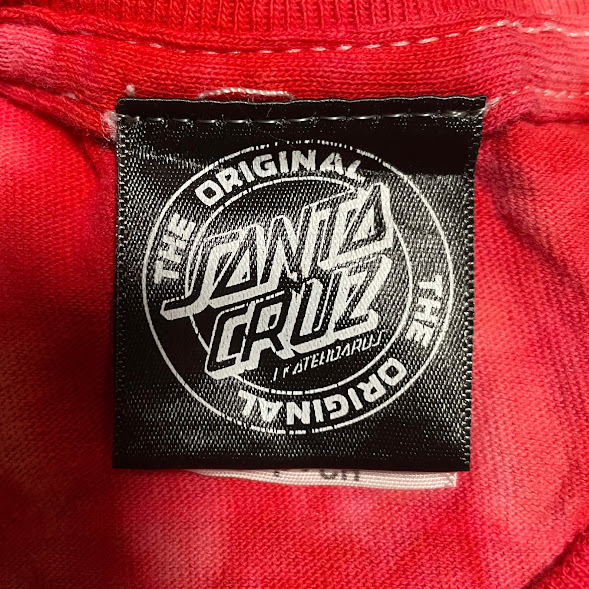 THE ORIGINAL
SANTA
CRUZ
SKATEBOARDS
THE ORIGINAL